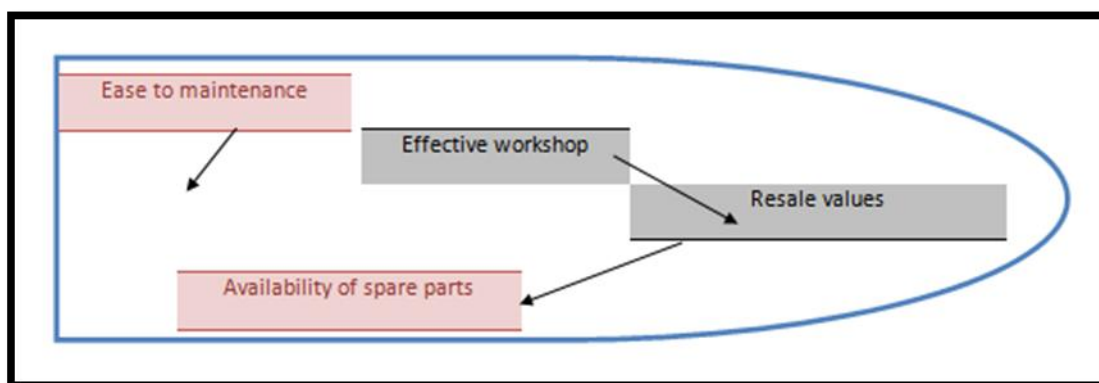 Ease to maintenance
Effective workshop
Resale values
Availability of spare parts